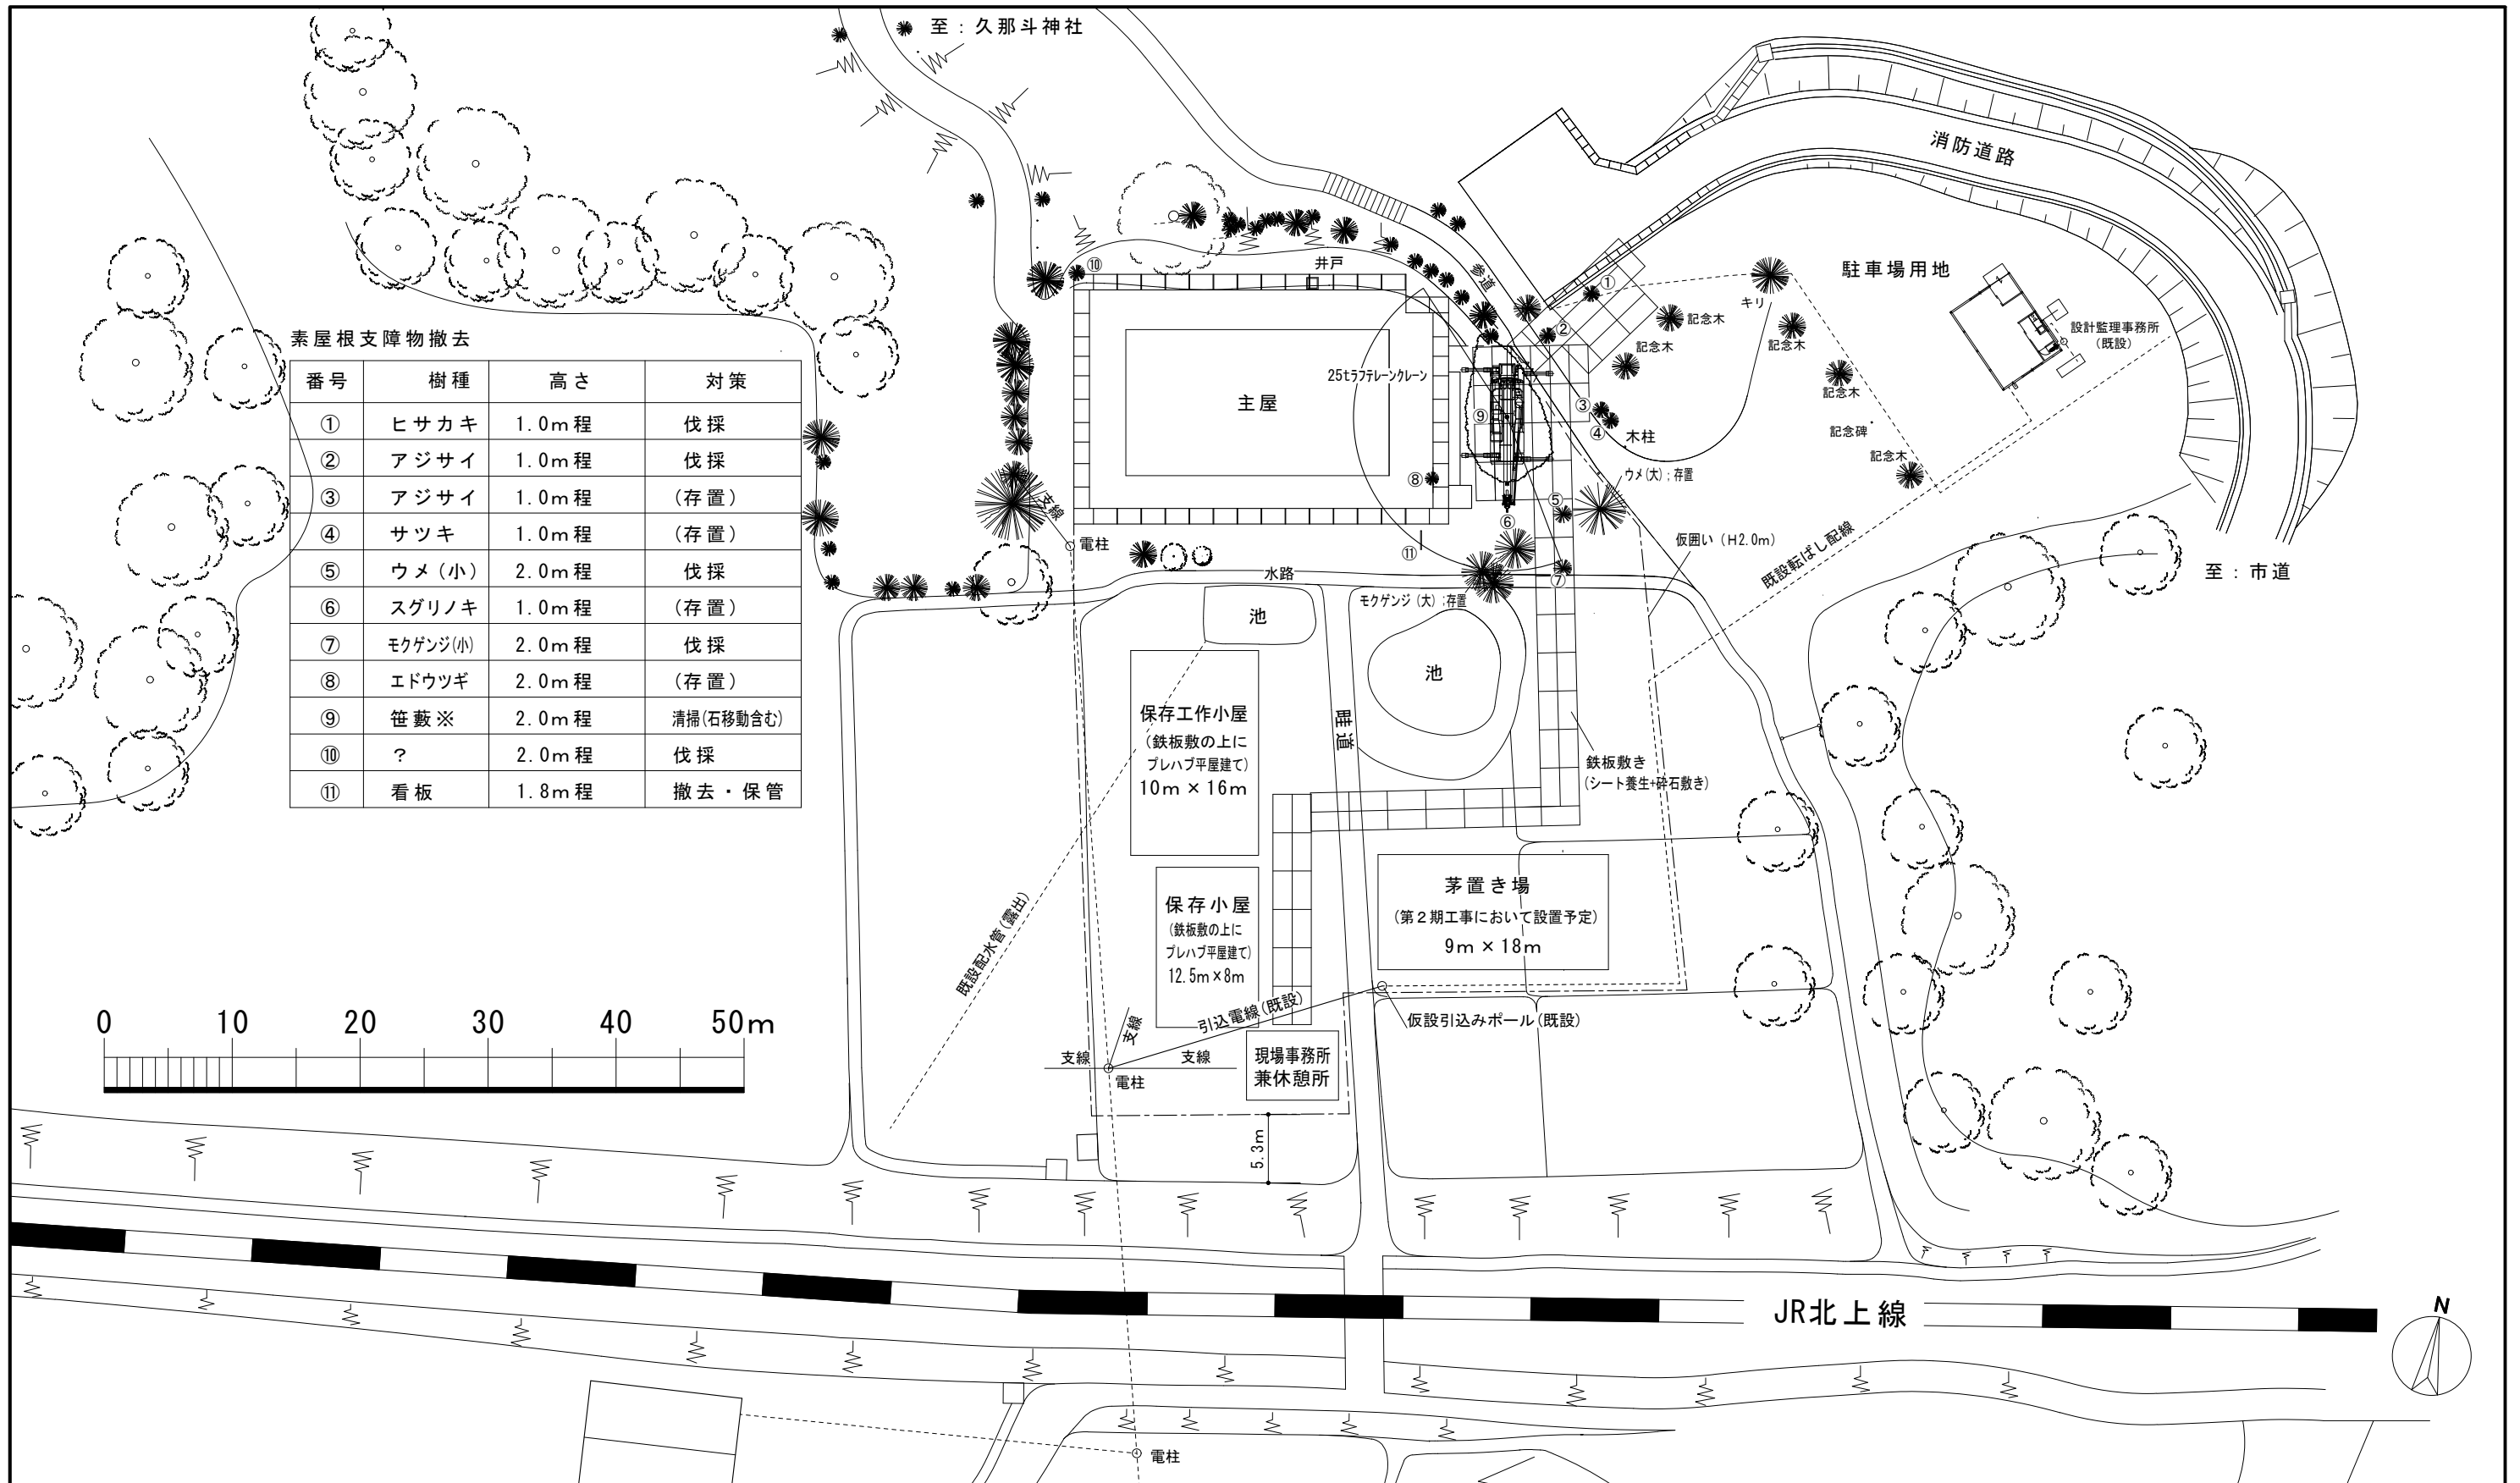 至：久那斗神社
消防道路
駐車場用地
設計監理事務所
（既設）
参道
井戸
⑩
①
②
キリ
記念木
記念木
記念木
記念木
記念碑
記念木
25tラフテレーンクレーン
主屋
⑨
③
④
木柱
ウメ(大)；存置
⑧
⑤
⑥
⑪
⑦
支線
電柱
水路
モクゲンジ(大)；存置
仮囲い（H2.0m）
既設転ばし配線
至：市道
池
池
素屋根支障物撤去
番号 樹種 高さ 対策
① ヒサカキ 1.0m程 伐採
② アジサイ 1.0m程 伐採
③ アジサイ 1.0m程 (存置)
④ サツキ 1.0m程 (存置)
⑤ ウメ(小) 2.0m程 伐採
⑥ スグリノキ 1.0m程 (存置)
⑦ モクゲンジ(小) 2.0m程 伐採
⑧ エドウツギ 2.0m程 (存置)
⑨ 笹藪※ 2.0m程 清掃(石移動含む)
⑩ ？ 2.0m程 伐採
⑪ 看板 1.8m程 撤去・保管
保存工作小屋
(鉄板敷の上に
プレハブ平屋建て)
10m×16m
畦道
鉄板敷き
(シート養生+砕石敷き)
保存小屋
(鉄板敷の上に
プレハブ平屋建て)
12.5m×8m
茅置き場
(第２期工事において設置予定)
9m×18m
既設配水管(露出)
引込電線(既設)
仮設引込みポール(既設)
支線
支線
支線
電柱
現場事務所
兼休憩所
5.3m
0 10 20 30 40 50m
JR北上線
N
電柱